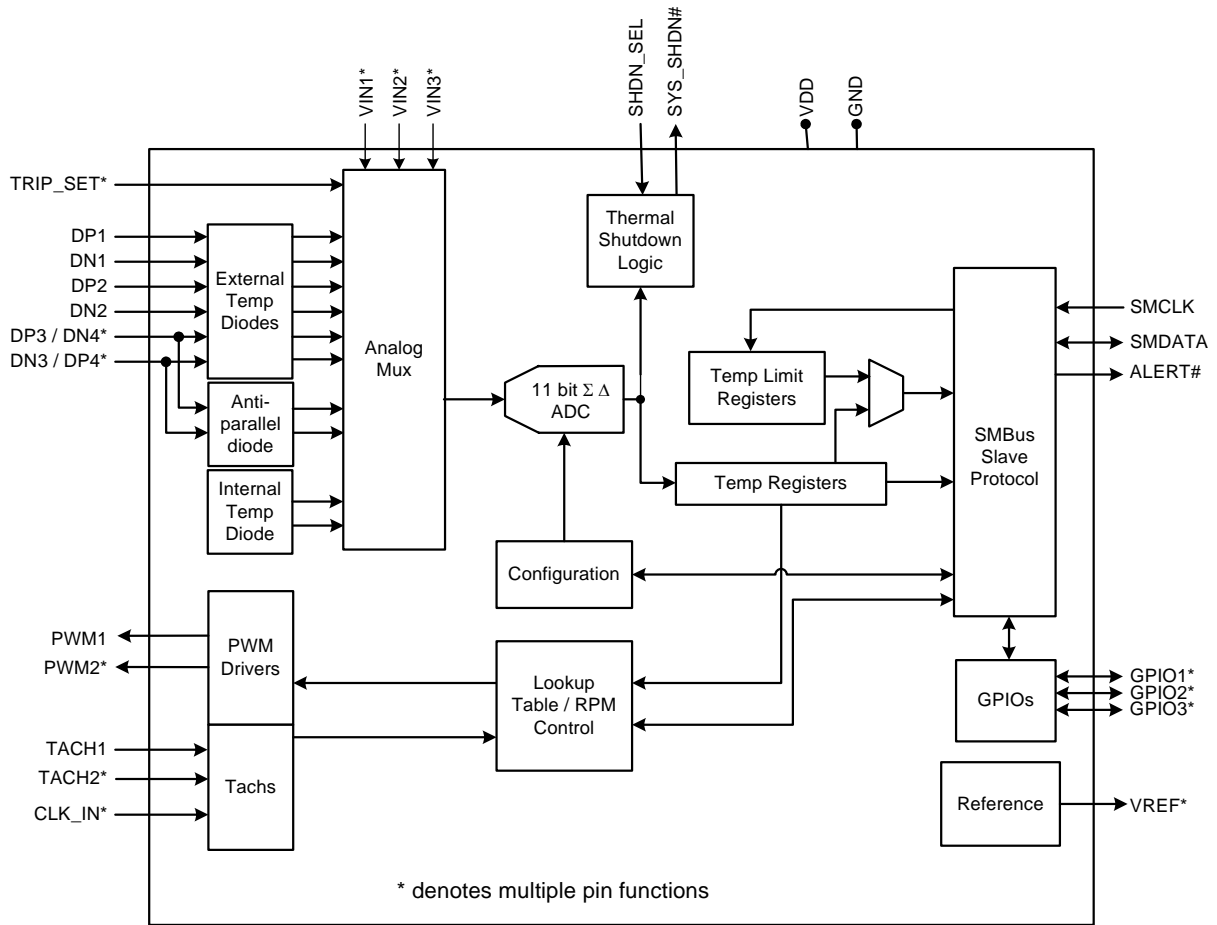 VIN1*
VIN2*
VIN3*
SHDN_SEL
SYS_SHDN#
VDD
GND
TRIP_SET*
DP1
DN1
DP2
DN2
DP3 / DN4*
DN3 / DP4*
External
Temp
Diodes
Anti-
parallel
diode
Internal
Temp
Diode
Analog
Mux
11 bit Σ Δ
ADC
Thermal
Shutdown
Logic
Temp Limit
Registers
Temp Registers
SMBus
Slave
Protocol
SMCLK
SMDATA
ALERT#
Configuration
PWM1
PWM2*
PWM
Drivers
Lookup
Table / RPM
Control
GPIOs
GPIO1*
GPIO2*
GPIO3*
TACH1
TACH2*
CLK_IN*
Tachs
Reference
VREF*
* denotes multiple pin functions